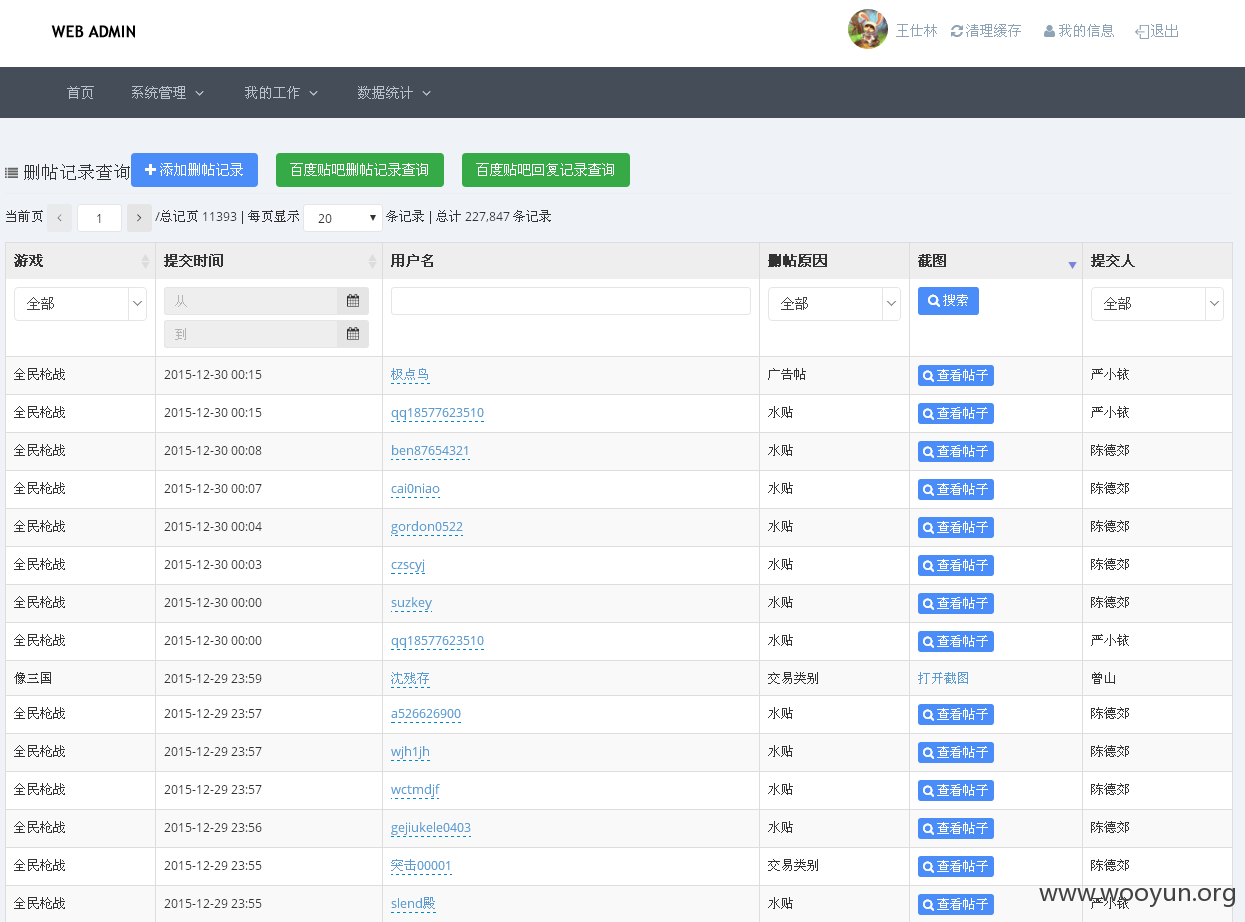 WEB ADMIN
王仕林 清理缓存 我的信息 退出
首页 系统管理 我的工作 数据统计
删帖记录查询 添加删帖记录 百度贴吧删帖记录查询 百度贴吧回复记录查询
当前页 1 /总记页 11393 | 每页显示 20 条记录 | 总计 227,847 条记录
游戏 提交时间 用户名 删帖原因 截图 提交人
全部 从 全部 搜索 全部
到
全民枪战 2015-12-30 00:15 极点鸟 广告帖 查看帖子 严小铱
全民枪战 2015-12-30 00:15 qq18577623510 水贴 查看帖子 严小铱
全民枪战 2015-12-30 00:08 ben87654321 水贴 查看帖子 陈德郊
全民枪战 2015-12-30 00:07 cai0niao 水贴 查看帖子 陈德郊
全民枪战 2015-12-30 00:04 gordon0522 水贴 查看帖子 陈德郊
全民枪战 2015-12-30 00:03 czscyj 水贴 查看帖子 陈德郊
全民枪战 2015-12-30 00:00 suzkey 水贴 查看帖子 陈德郊
全民枪战 2015-12-30 00:00 qq18577623510 水贴 查看帖子 严小铱
像三国 2015-12-29 23:59 沈残存 交易类别 打开截图 曾山
全民枪战 2015-12-29 23:57 a526626900 水贴 查看帖子 陈德郊
全民枪战 2015-12-29 23:57 wjh1jh 水贴 查看帖子 陈德郊
全民枪战 2015-12-29 23:57 wctmdjf 水贴 查看帖子 陈德郊
全民枪战 2015-12-29 23:56 gejiukele0403 水贴 查看帖子 陈德郊
全民枪战 2015-12-29 23:55 突击00001 交易类别 查看帖子 陈德郊
全民枪战 2015-12-29 23:55 slend殿 水贴 查看帖子 严小铱
www.wooyun.org